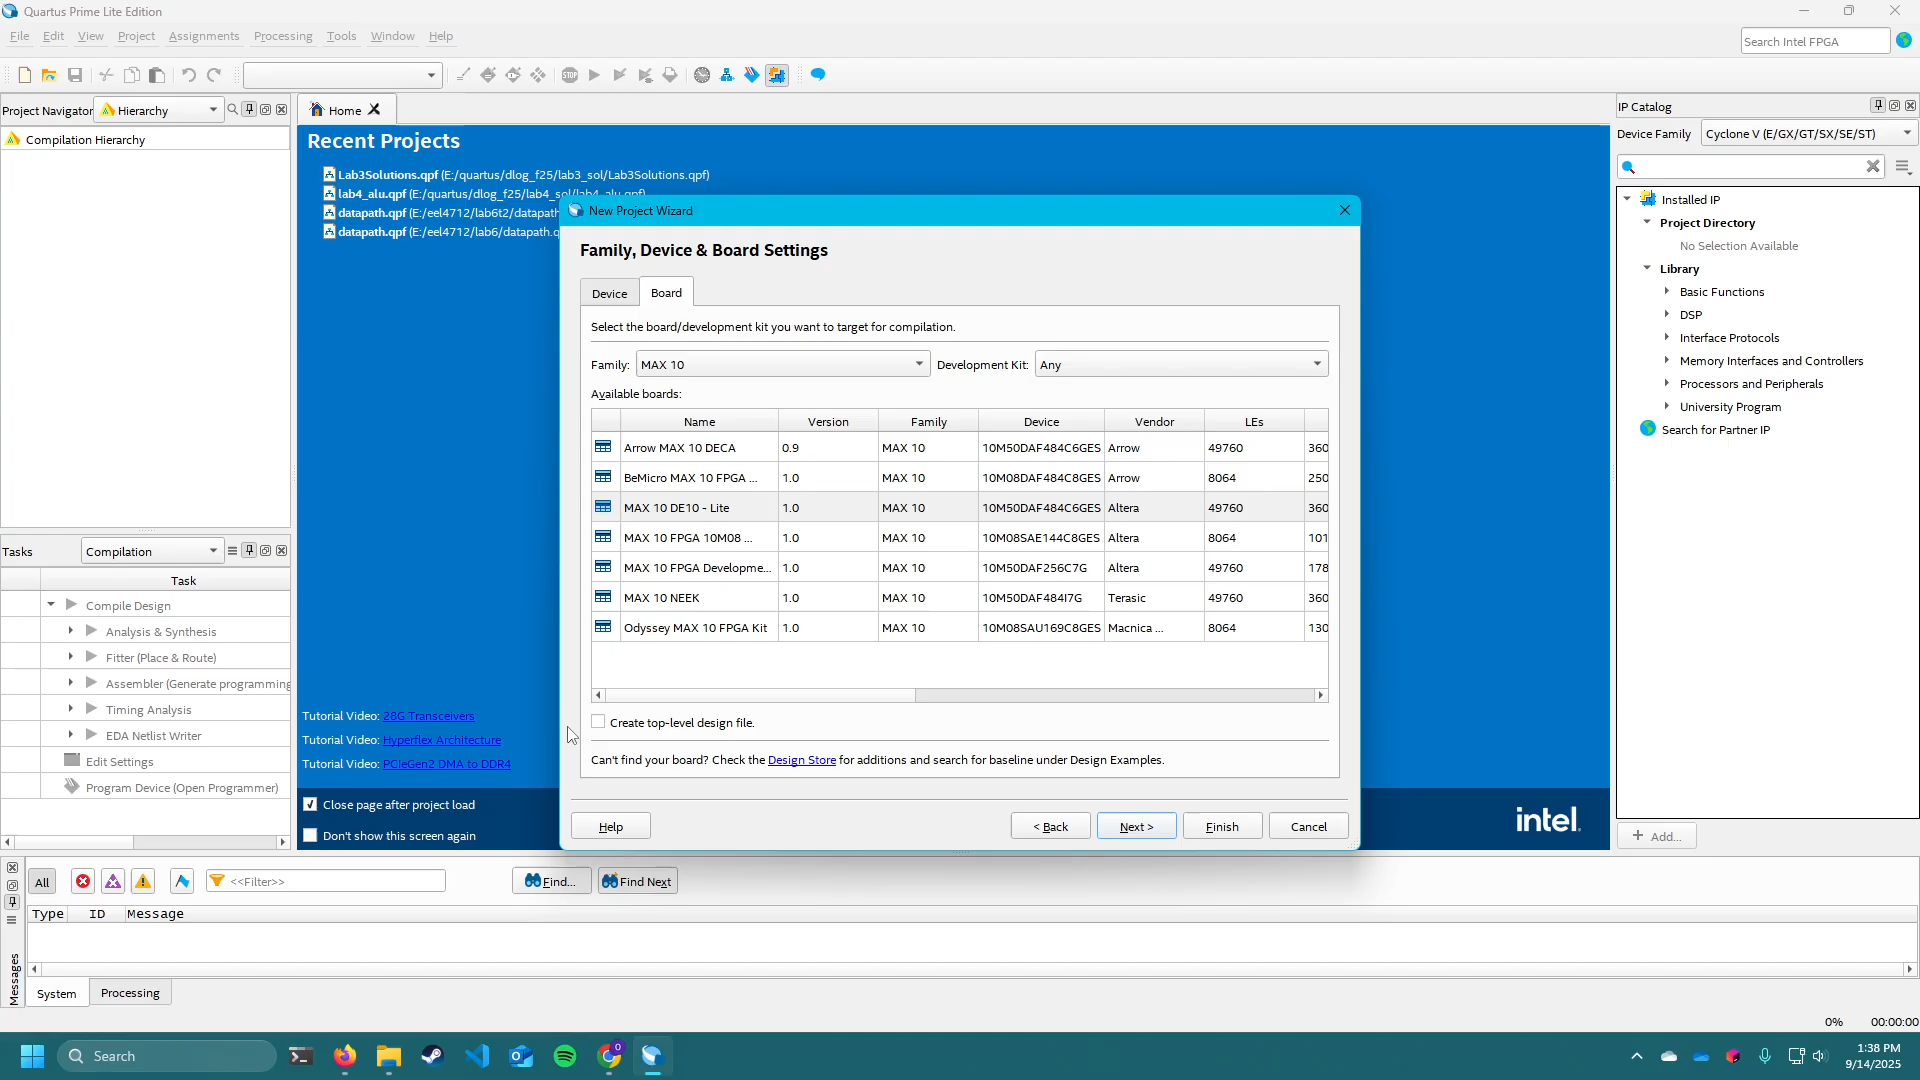 Quartus Prime Lite Edition
File Edit View Project Assignments Processing Tools Window Help
Search Intel FPGA
Project Navigator Hierarchy
Compilation Hierarchy
Home
Recent Projects
Lab3Solutions.qpf (E:/quartus/dlog_f25/lab3_sol/Lab3Solutions.qpf)
lab4_alu.qpf (E:/quartus/dlog_f25/lab4_sol/lab4_alu.qpf)
datapath.qpf (E:/eel4712/lab6t2/datapath
datapath.qpf (E:/eel4712/lab6/datapath.q
New Project Wizard
Family, Device & Board Settings
Device Board
Select the board/development kit you want to target for compilation.
Family: MAX 10 Development Kit: Any
Available boards:
Name Version Family Device Vendor LEs
Arrow MAX 10 DECA 0.9 MAX 10 10M50DAF484C6GES Arrow 49760 360
BeMicro MAX 10 FPGA ... 1.0 MAX 10 10M08DAF484C8GES Arrow 8064 250
MAX 10 DE10 - Lite 1.0 MAX 10 10M50DAF484C6GES Altera 49760 360
MAX 10 FPGA 10M08 ... 1.0 MAX 10 10M08SAE144C8GES Altera 8064 101
MAX 10 FPGA Developme... 1.0 MAX 10 10M50DAF256C7G Altera 49760 178
MAX 10 NEEK 1.0 MAX 10 10M50DAF484I7G Terasic 49760 360
Odyssey MAX 10 FPGA Kit 1.0 MAX 10 10M08SAU169C8GES Macnica ... 8064 130
Create top-level design file.
Can't find your board? Check the Design Store for additions and search for baseline under Design Examples.
Help < Back Next > Finish Cancel
Tasks Compilation
Task
Compile Design
Analysis & Synthesis
Fitter (Place & Route)
Assembler (Generate programming
Timing Analysis
EDA Netlist Writer
Edit Settings
Program Device (Open Programmer)
Tutorial Video: 28G Transceivers
Tutorial Video: Hyperflex Architecture
Tutorial Video: PCIeGen2 DMA to DDR4
Close page after project load
Don't show this screen again
intel.
IP Catalog
Device Family Cyclone V (E/GX/GT/SX/SE/ST)
Installed IP
Project Directory
No Selection Available
Library
Basic Functions
DSP
Interface Protocols
Memory Interfaces and Controllers
Processors and Peripherals
University Program
Search for Partner IP
+ Add...
All <<Filter>> Find... Find Next
Type ID Message
Messages
System Processing
0% 00:00:00
STOP
Search
0
1:38 PM
9/14/2025